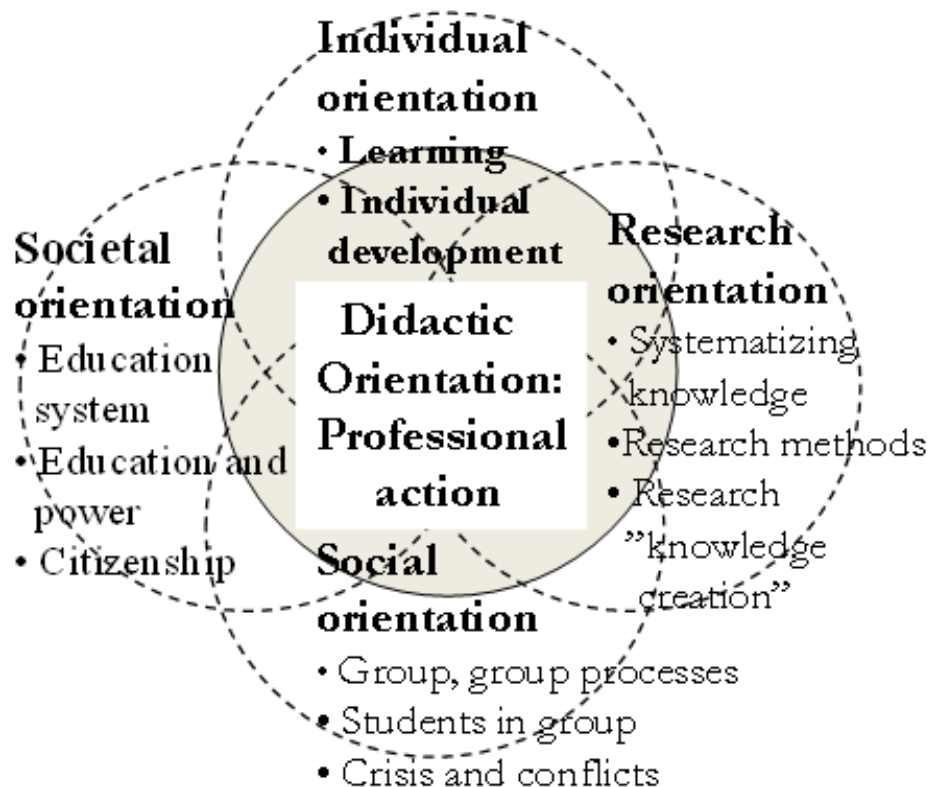 Individual
orientation
• Learning
• Individual
development
Societal
orientation
• Education
system
• Education and
power
• Citizenship
Didactic
Orientation:
Professional
action
Research
orientation
• Systematizing
knowledge
•Research methods
• Research
”knowledge
creation”
Social
orientation
• Group, group processes
• Students in group
• Crisis and conflicts